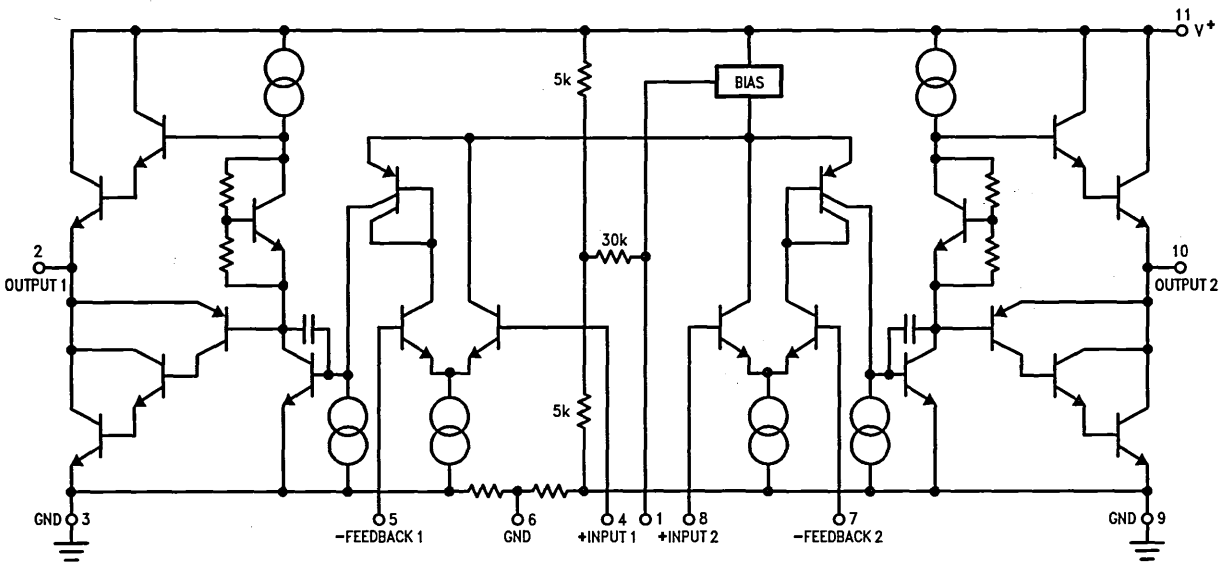 11
V+
5k
BIAS
30k
2
OUTPUT 1
10
OUTPUT 2
5k
GND 3
5
-FEEDBACK 1
6
GND
4
+INPUT 1
1
8
+INPUT 2
7
-FEEDBACK 2
GND 9